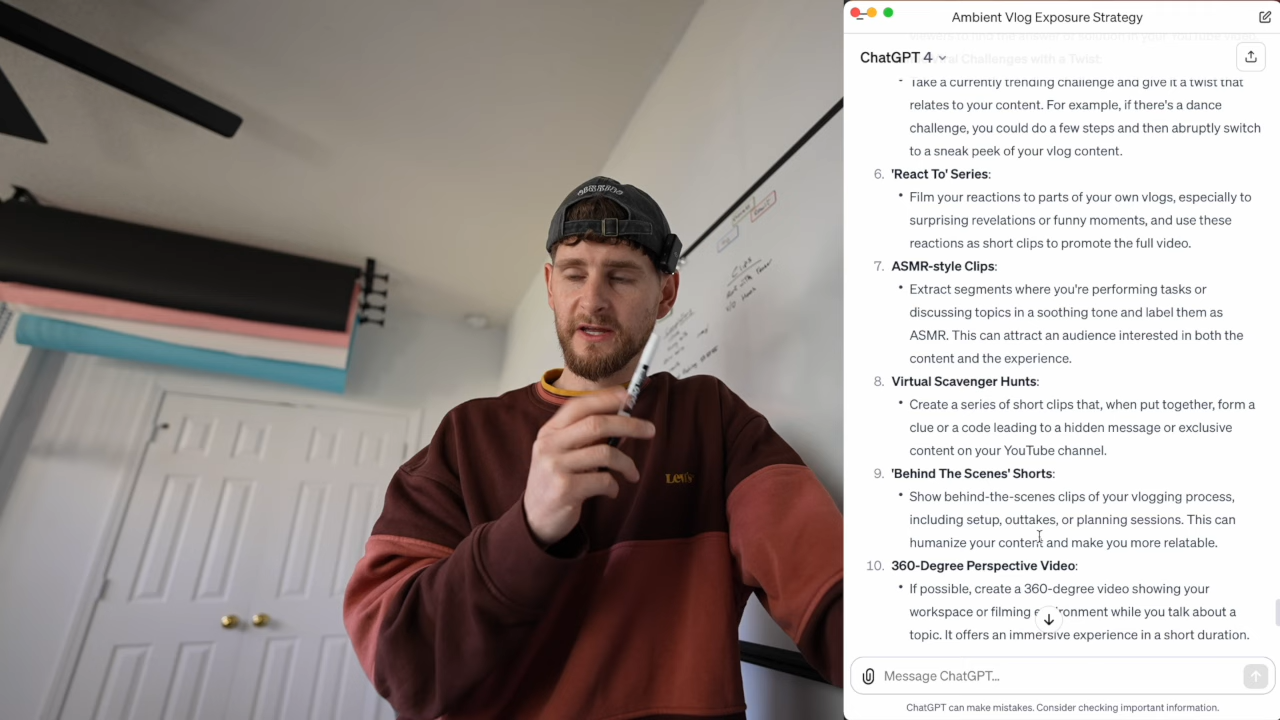 Ambient Vlog Exposure Strategy
ChatGPT 4
viral Challenges with a Twist:
- Take a currently trending challenge and give it a twist that
relates to your content. For example, if there's a dance
challenge, you could do a few steps and then abruptly switch
to a sneak peek of your vlog content.
6. 'React To' Series:
• Film your reactions to parts of your own vlogs, especially to
surprising revelations or funny moments, and use these
reactions as short clips to promote the full video.
7. ASMR-style Clips:
• Extract segments where you're performing tasks or
discussing topics in a soothing tone and label them as
ASMR. This can attract an audience interested in both the
content and the experience.
8. Virtual Scavenger Hunts:
• Create a series of short clips that, when put together, form a
clue or a code leading to a hidden message or exclusive
content on your YouTube channel.
9. 'Behind The Scenes' Shorts:
• Show behind-the-scenes clips of your vlogging process,
including setup, outtakes, or planning sessions. This can
humanize your content and make you more relatable.
10. 360-Degree Perspective Video:
• If possible, create a 360-degree video showing your
workspace or filming environment while you talk about a
topic. It offers an immersive experience in a short duration.
Message ChatGPT...
ChatGPT can make mistakes. Consider checking important information.
Levi's
Clips